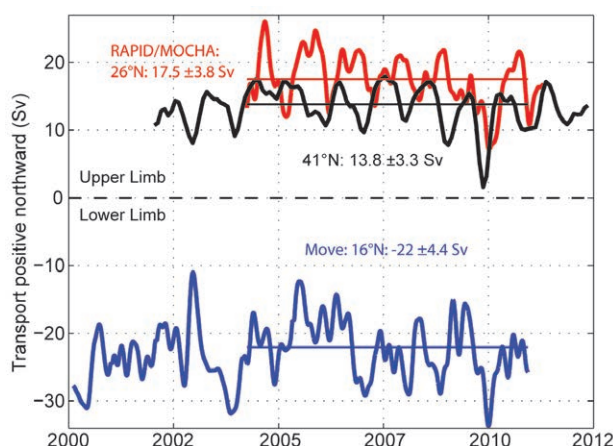 RAPID/MOCHA:
26°N: 17.5 ±3.8 Sv
41°N: 13.8 ±3.3 Sv
Upper Limb
Lower Limb
Move: 16°N: -22 ±4.4 Sv
Transport positive northward (Sv)
20
10
0
−10
−20
−30
2000 2002 2005 2007 2010 2012